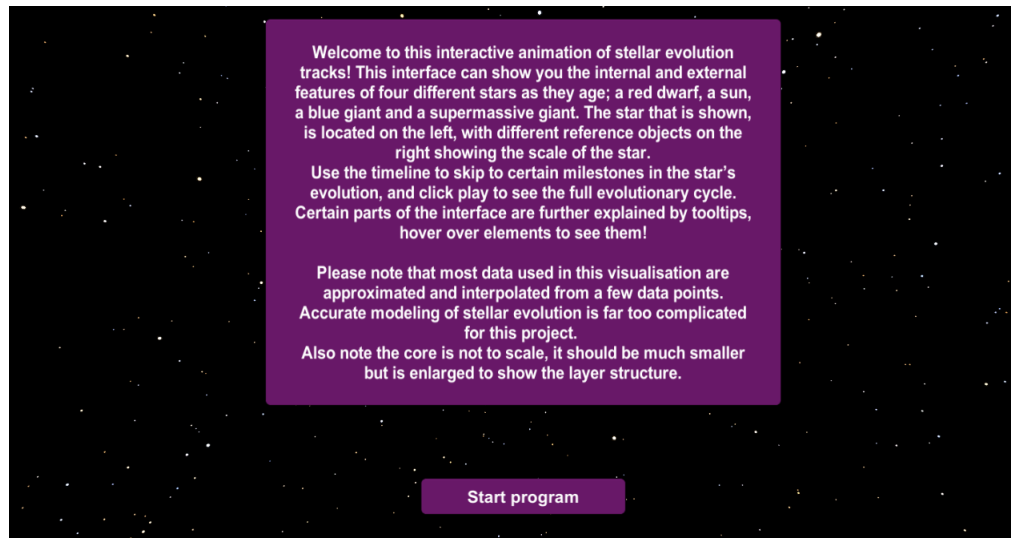 Welcome to this interactive animation of stellar evolution
tracks! This interface can show you the internal and external
features of four different stars as they age; a red dwarf, a sun,
a blue giant and a supermassive giant. The star that is shown,
is located on the left, with different reference objects on the
right showing the scale of the star.
Use the timeline to skip to certain milestones in the star's
evolution, and click play to see the full evolutionary cycle.
Certain parts of the interface are further explained by tooltips,
hover over elements to see them!
Please note that most data used in this visualisation are
approximated and interpolated from a few data points.
Accurate modeling of stellar evolution is far too complicated
for this project.
Also note the core is not to scale, it should be much smaller
but is enlarged to show the layer structure.
Start program